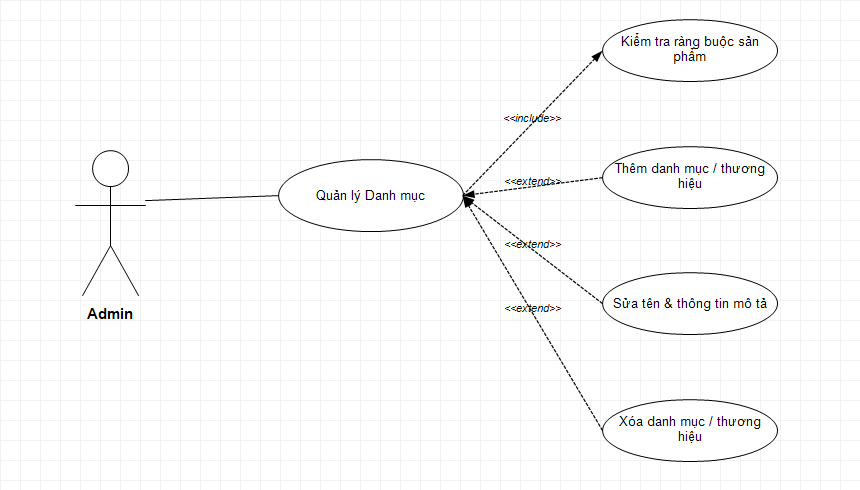 Kiểm tra ràng buộc sản
phẩm
<<include>>
Thêm danh mục / thương
hiệu
<<extend>>
Quản lý Danh mục
<<extend>>
Sửa tên & thông tin mô tả
<<extend>>
Admin
Xóa danh mục / thương
hiệu